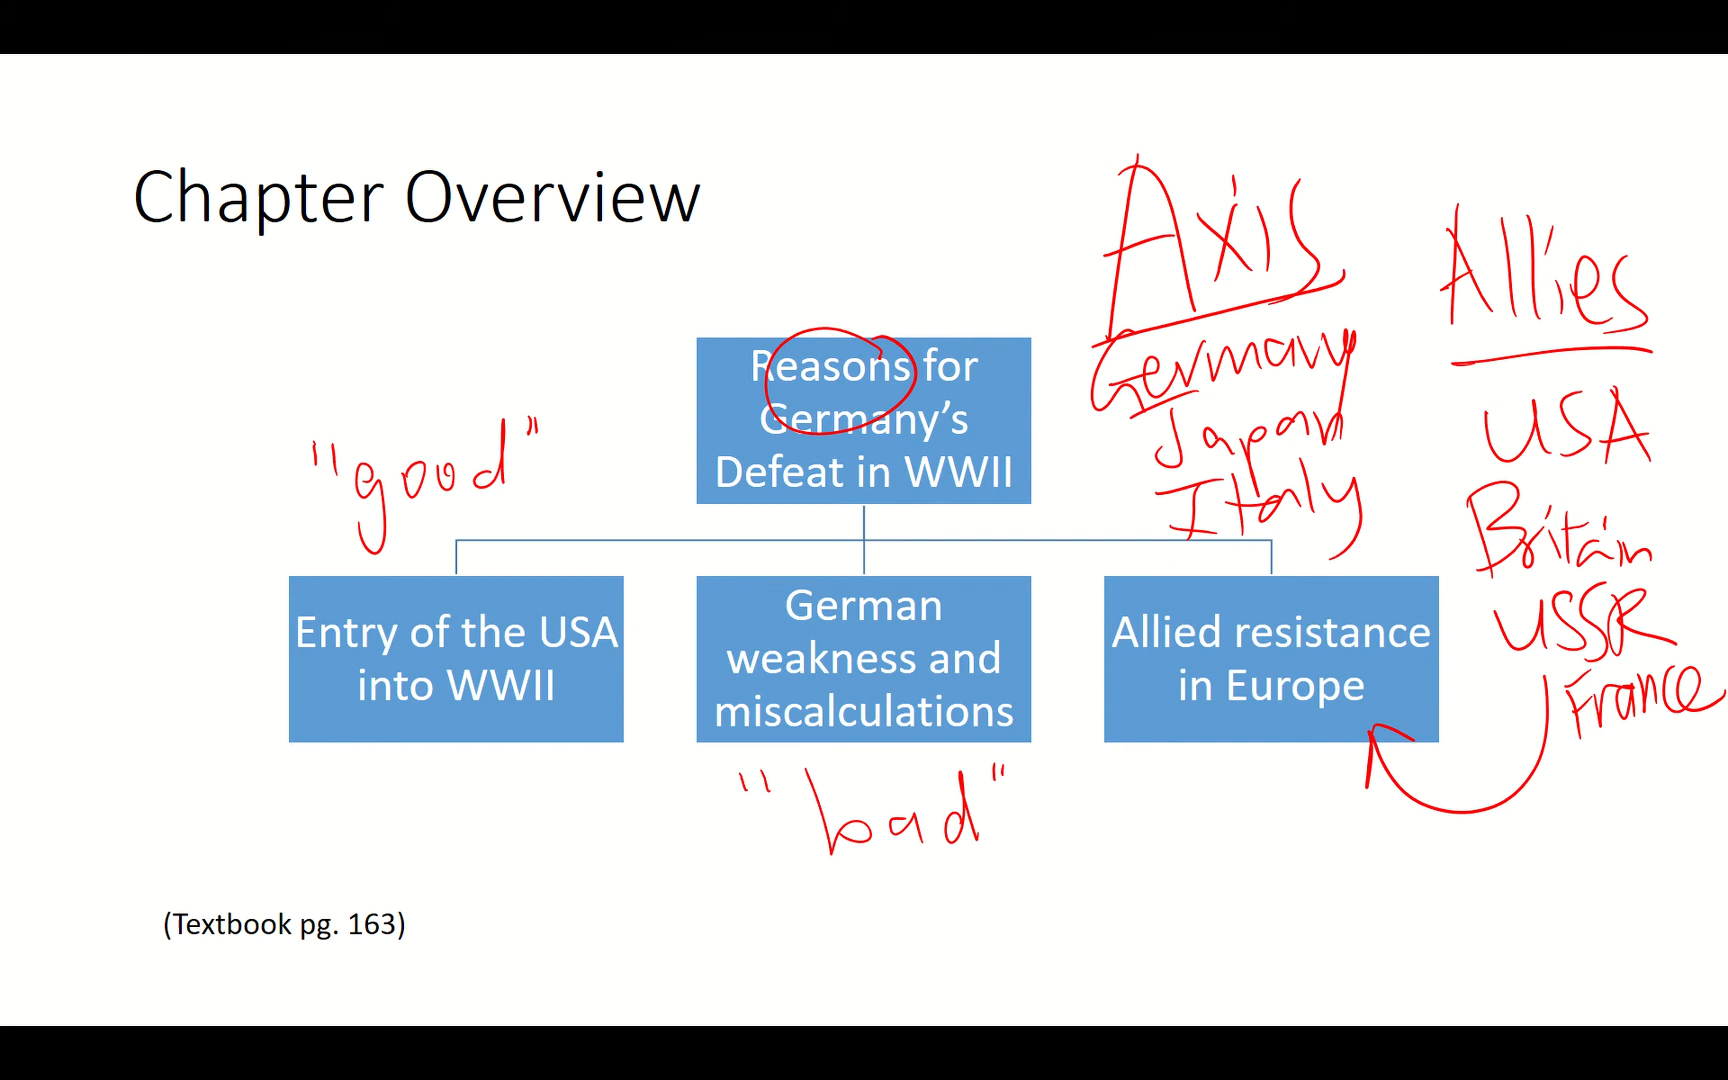 Chapter Overview
Axis
Germany
Japan
Italy
Allies
USA
Britain
USSR
France
Reasons for
Germany's
Defeat in WWII
"good"
Entry of the USA
into WWII
German
weakness and
miscalculations
Allied resistance
in Europe
"bad"
(Textbook pg. 163)